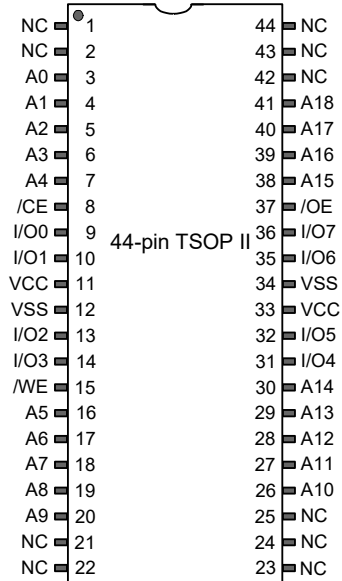 NC 1 44 NC
NC 2 43 NC
A0 3 42 NC
A1 4 41 A18
A2 5 40 A17
A3 6 39 A16
A4 7 38 A15
/CE 8 37 /OE
I/O0 9 44-pin TSOP II 36 I/O7
I/O1 10 35 I/O6
VCC 11 34 VSS
VSS 12 33 VCC
I/O2 13 32 I/O5
I/O3 14 31 I/O4
/WE 15 30 A14
A5 16 29 A13
A6 17 28 A12
A7 18 27 A11
A8 19 26 A10
A9 20 25 NC
NC 21 24 NC
NC 22 23 NC